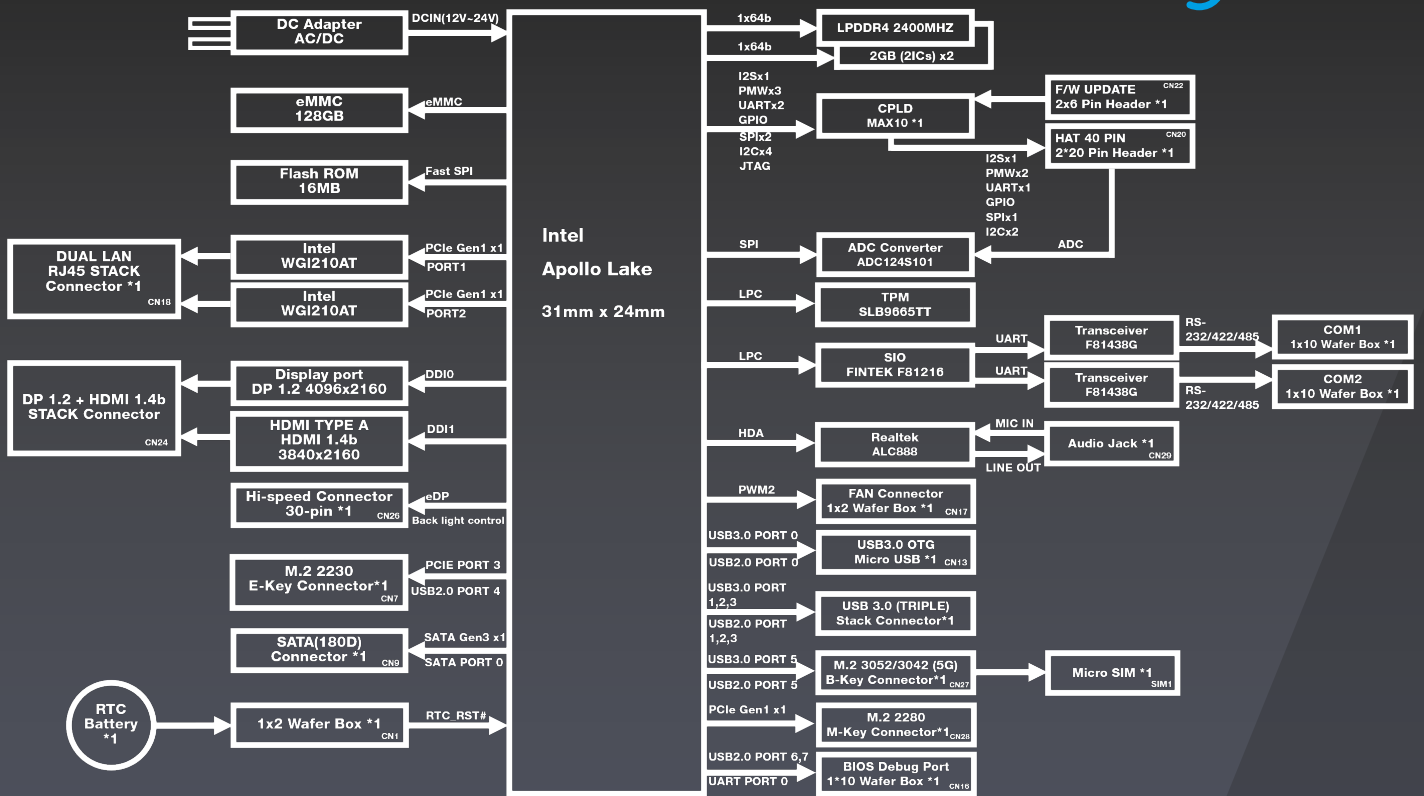 DC Adapter
AC/DC
DCIN(12V~24V)
eMMC
128GB
eMMC
Flash ROM
16MB
Fast SPI
DUAL LAN
RJ45 STACK
Connector *1
CN18
Intel
WGI210AT
PCIe Gen1 x1
PORT1
Intel
WGI210AT
PCIe Gen1 x1
PORT2
DP 1.2 + HDMI 1.4b
STACK Connector
CN24
Display port
DP 1.2 4096x2160
DDI0
HDMI TYPE A
HDMI 1.4b
3840x2160
DDI1
Hi-speed Connector
30-pin *1
CN26
eDP
Back light control
M.2 2230
E-Key Connector*1
CN7
PCIE PORT 3
USB2.0 PORT 4
SATA(180D)
Connector *1
CN9
SATA Gen3 x1
SATA PORT 0
RTC
Battery
*1
1x2 Wafer Box *1
CN1
RTC_RST#
Intel
Apollo Lake
31mm x 24mm
1x64b
LPDDR4 2400MHZ
1x64b
2GB (2ICs) x2
I2Sx1
PMWx3
UARTx2
GPIO
SPIx2
I2Cx4
JTAG
CPLD
MAX10 *1
F/W UPDATE
CN22
2x6 Pin Header *1
HAT 40 PIN
CN20
2*20 Pin Header *1
I2Sx1
PMWx2
UARTx1
GPIO
SPIx1
I2Cx2
SPI
ADC Converter
ADC124S101
ADC
LPC
TPM
SLB9665TT
LPC
SIO
FINTEK F81216
UART
Transceiver
F81438G
RS-
232/422/485
COM1
1x10 Wafer Box *1
UART
Transceiver
F81438G
RS-
232/422/485
COM2
1x10 Wafer Box *1
HDA
Realtek
ALC888
MIC IN
LINE OUT
Audio Jack *1
CN29
PWM2
FAN Connector
1x2 Wafer Box *1
CN17
USB3.0 PORT 0
USB2.0 PORT 0
USB3.0 OTG
Micro USB *1
CN13
USB3.0 PORT
1,2,3
USB2.0 PORT
1,2,3
USB 3.0 (TRIPLE)
Stack Connector*1
USB3.0 PORT 5
USB2.0 PORT 5
M.2 3052/3042 (5G)
B-Key Connector*1
CN27
Micro SIM *1
SIM1
PCIe Gen1 x1
M.2 2280
M-Key Connector*1
CN28
USB2.0 PORT 6,7
UART PORT 0
BIOS Debug Port
1*10 Wafer Box *1
CN16